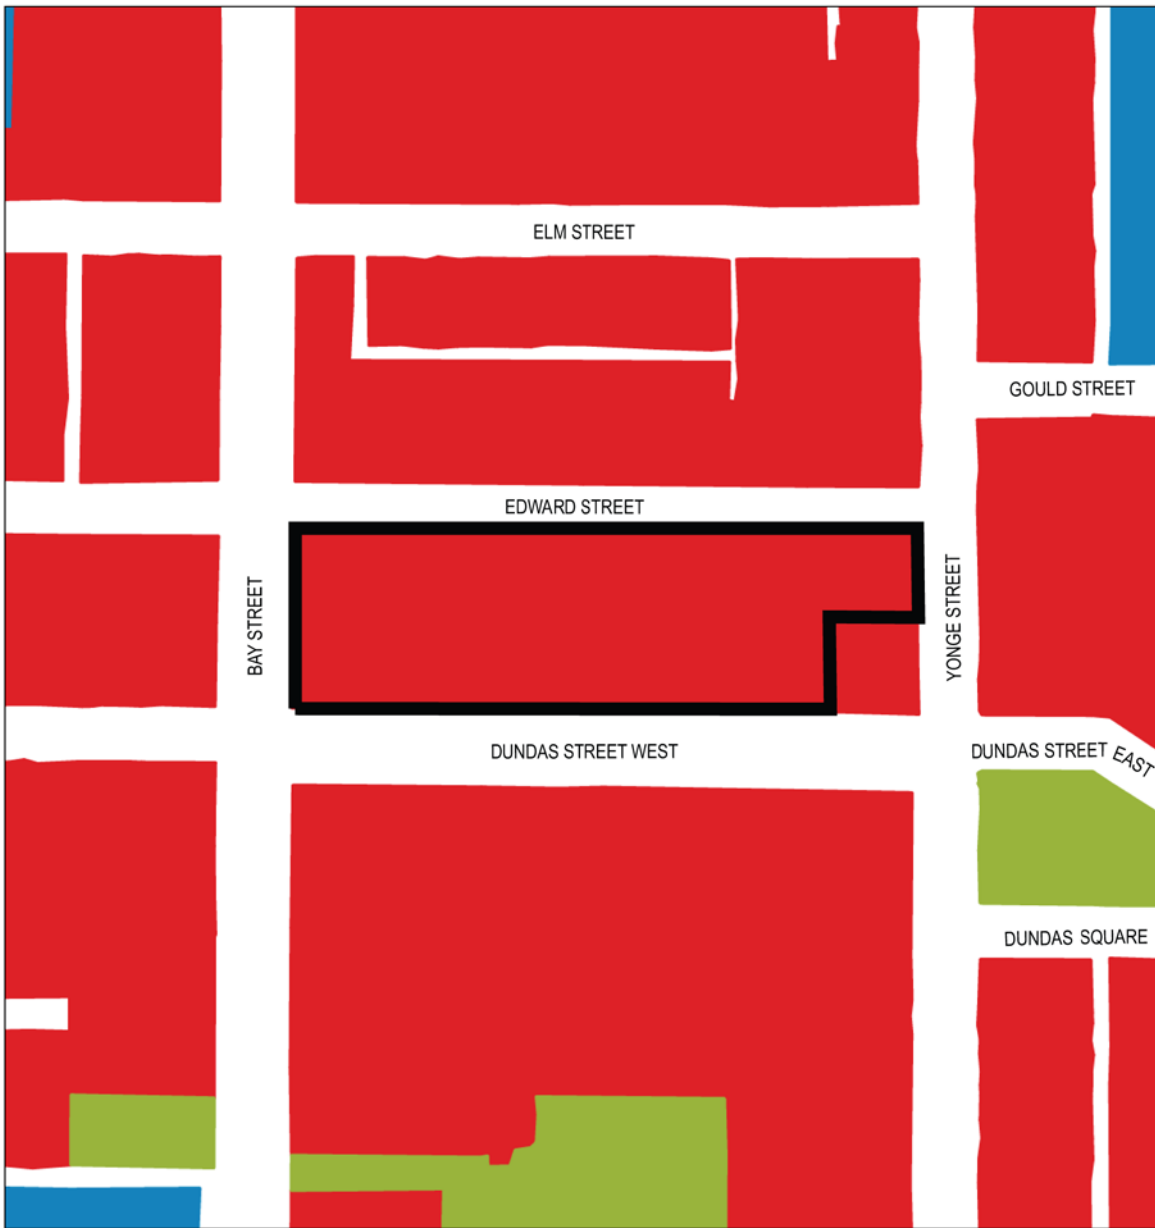 ELM STREET
GOULD STREET
EDWARD STREET
BAY STREET
YONGE STREET
DUNDAS STREET WEST
DUNDAS STREET EAST
DUNDAS SQUARE